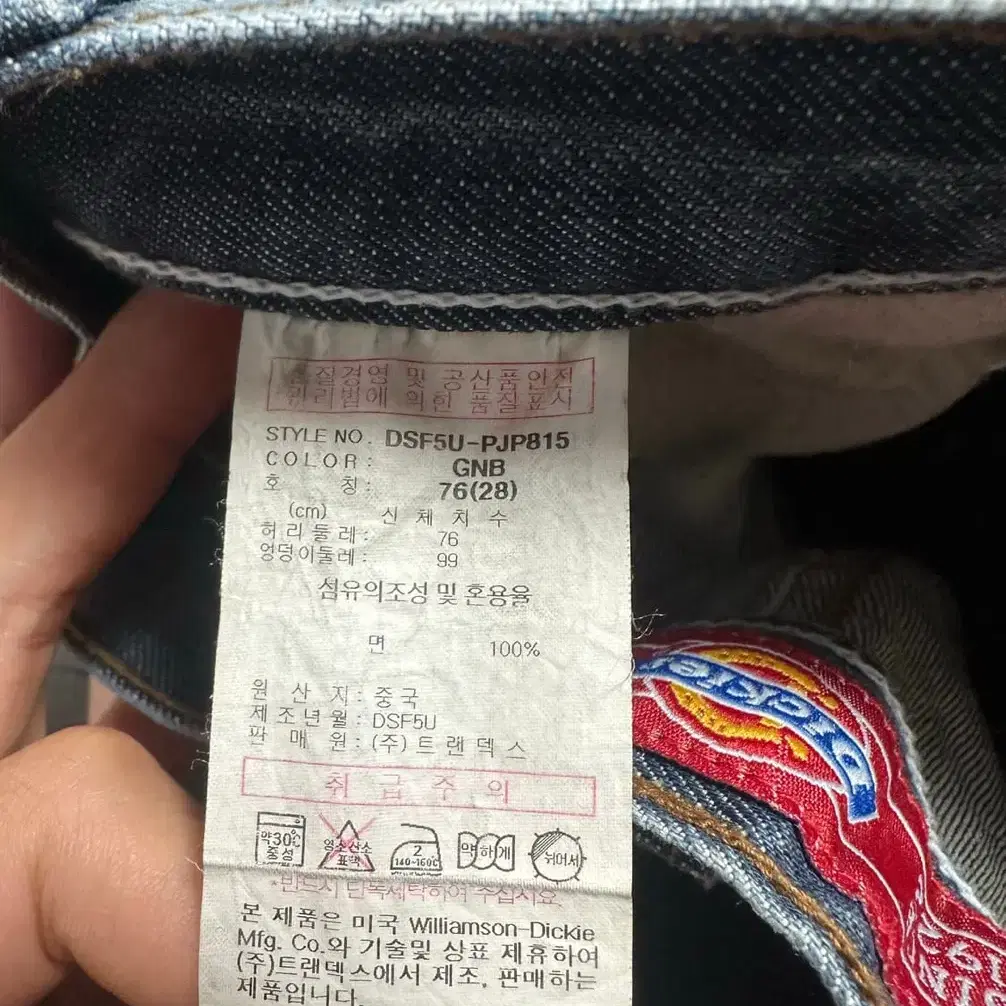 품질경영 및 공산품안전
관리법에 의한 품질표시
STYLE NO. DSF5U-PJP815
COLOR: GNB
호 칭: 76(28)
(cm) 신 체 치 수
허리둘레: 76
엉덩이둘레: 99
섬유의조성 및 혼용율
면 100%
원 산 지: 중국
제조년월: DSF5U
판 매 원: (주)트랜덱스
취 급 주 의
약30℃
중성
염소산소
표백
2
140~160℃
약하게
뉘어서
*반드시 단독세탁하여 주십시요.
본 제품은 미국 Williamson-Dickie
Mfg. Co.와 기술및 상표 제휴하여
(주)트랜덱스에서 제조, 판매하는
제품입니다.
Dickies